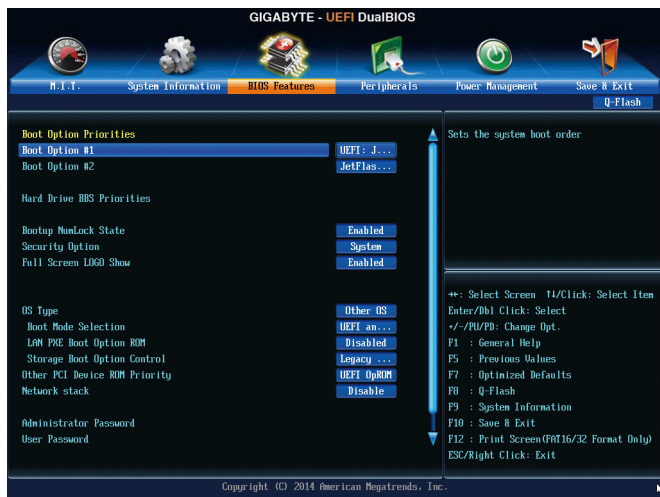 GIGABYTE - UEFI DualBIOS
M.I.T. System Information BIOS Features Peripherals Power Management Save & Exit
Q-Flash
Boot Option Priorities
Boot Option #1 UEFI: J...
Boot Option #2 JetFlas...
Hard Drive BBS Priorities
Bootup NumLock State Enabled
Security Option System
Full Screen LOGO Show Enabled
OS Type Other OS
Boot Mode Selection UEFI an...
LAN PXE Boot Option ROM Disabled
Storage Boot Option Control Legacy ...
Other PCI Device ROM Priority UEFI OpROM
Network stack Disable
Administrator Password
User Password
Sets the system boot order
→←: Select Screen ↑↓/Click: Select Item
Enter/Dbl Click: Select
+/-/PU/PD: Change Opt.
F1 : General Help
F5 : Previous Values
F7 : Optimized Defaults
F8 : Q-Flash
F9 : System Information
F10 : Save & Exit
F12 : Print Screen(FAT16/32 Format Only)
ESC/Right Click: Exit
Copyright (C) 2014 American Megatrends, Inc.